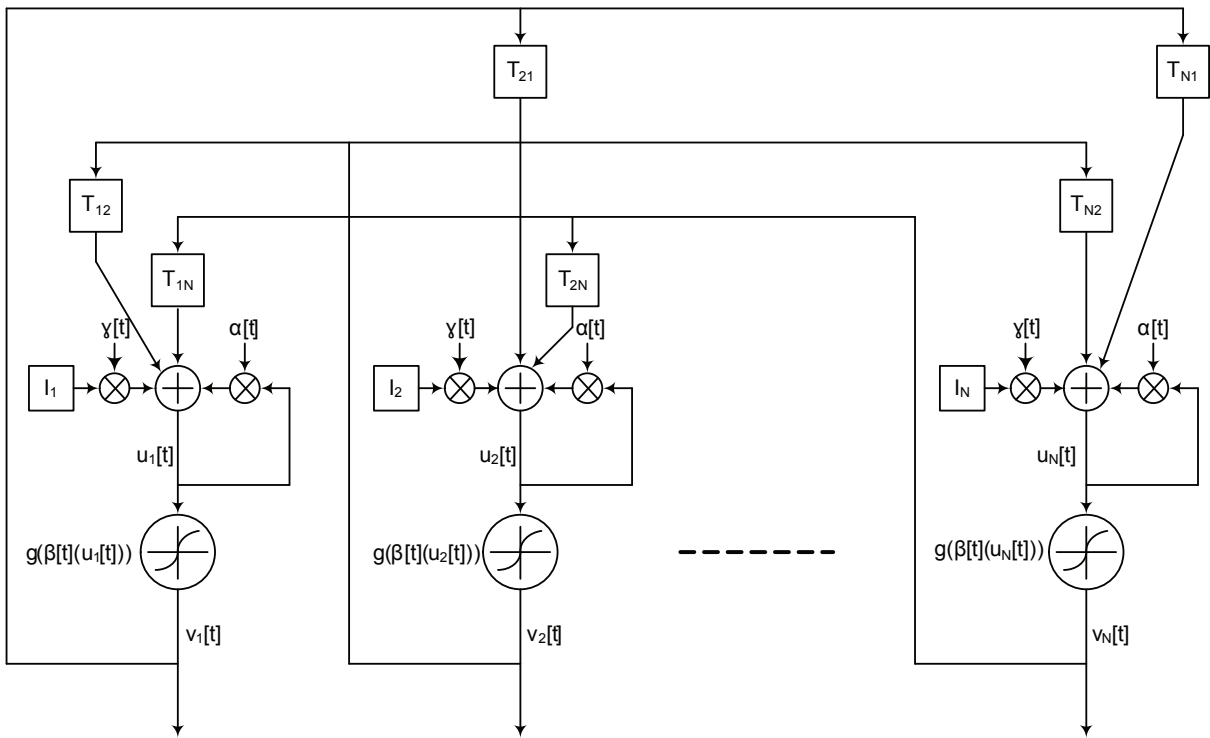 T21
TN1
T12
TN2
T1N
T2N
ɣ[t]
α[t]
ɣ[t]
α[t]
ɣ[t]
α[t]
I1
I2
IN
u1[t]
u2[t]
uN[t]
g(β[t](u1[t]))
g(β[t](u2[t]))
g(β[t](uN[t]))
v1[t]
v2[t]
vN[t]